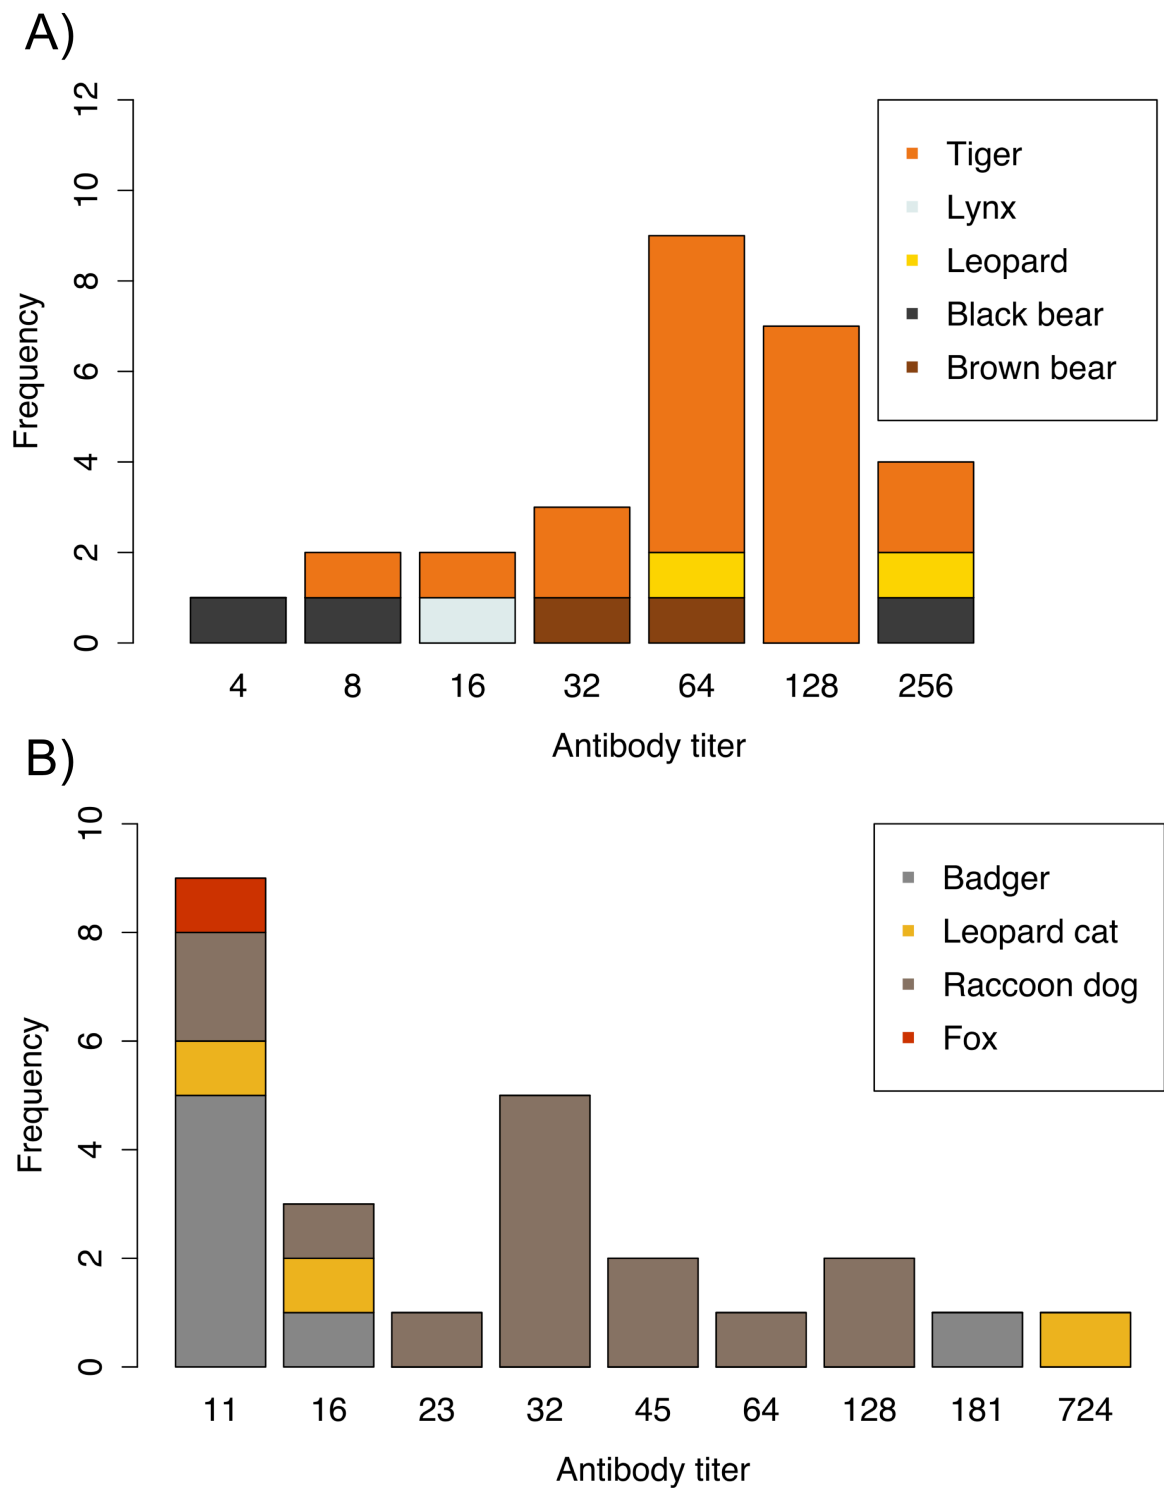 A)
12
10
8
6
4
2
0
Frequency
Tiger
Lynx
Leopard
Black bear
Brown bear
4 8 16 32 64 128 256
Antibody titer
B)
10
8
6
4
2
0
Frequency
Badger
Leopard cat
Raccoon dog
Fox
11 16 23 32 45 64 128 181 724
Antibody titer